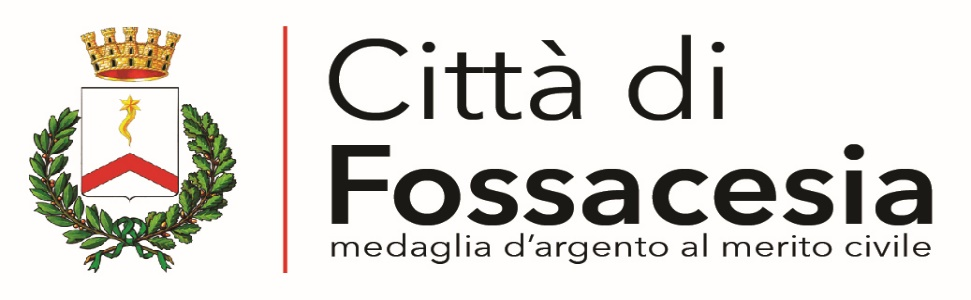 Città di
Fossacesia
medaglia d'argento al merito civile